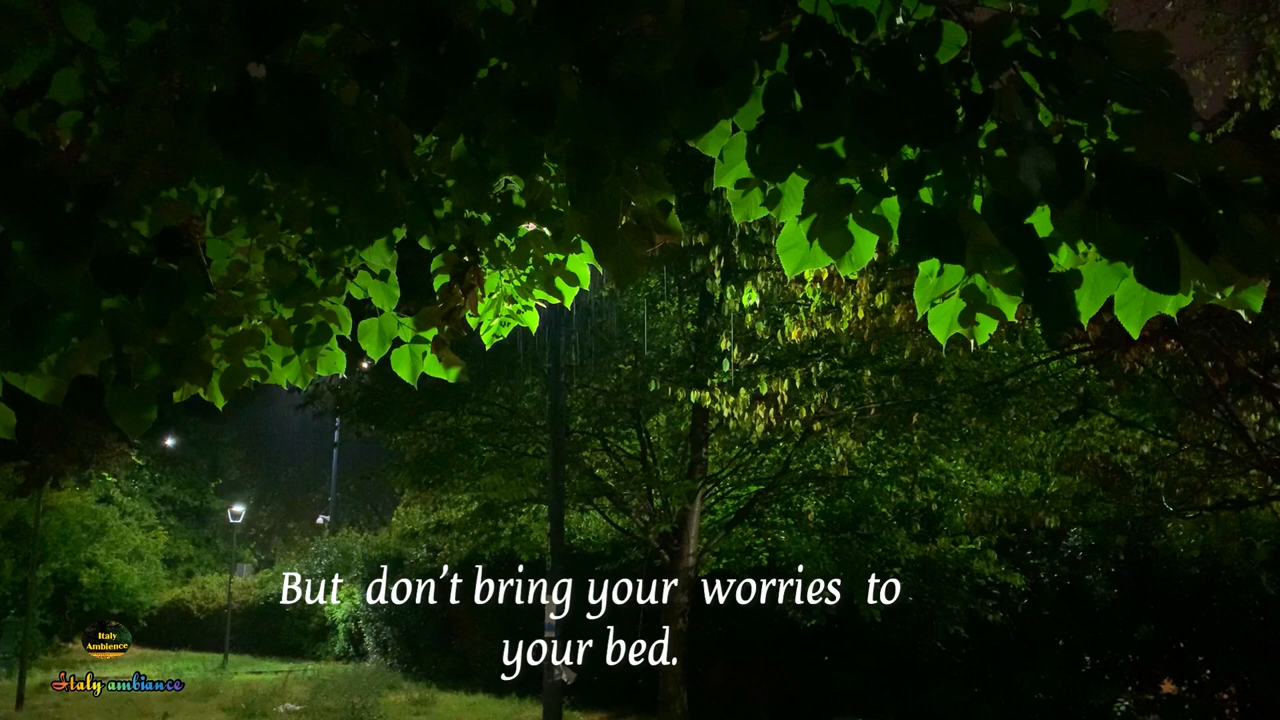 But don't bring your worries to
your bed.
Italy
Ambience
Italy ambiance